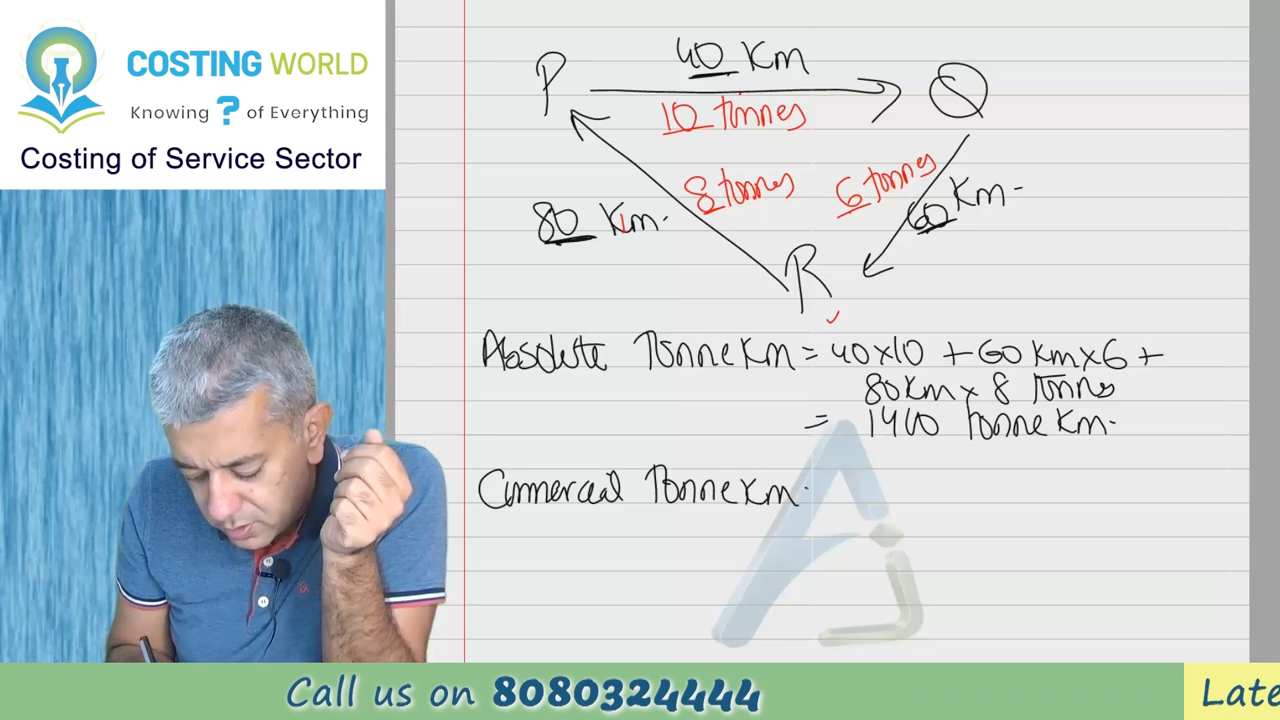 COSTING WORLD
Knowing ? of Everything
Costing of Service Sector
P 40 Km Q
10 tonnes
8 tonnes 6 tonnes
80 Km. 60 Km.
R
Absolute Tonne Km = 40 x 10 + 60 km x 6 +
80 km x 8 tonnes
= 1400 Tonne Km.
Commercial Tonne Km.
Call us on 8080324444
Late